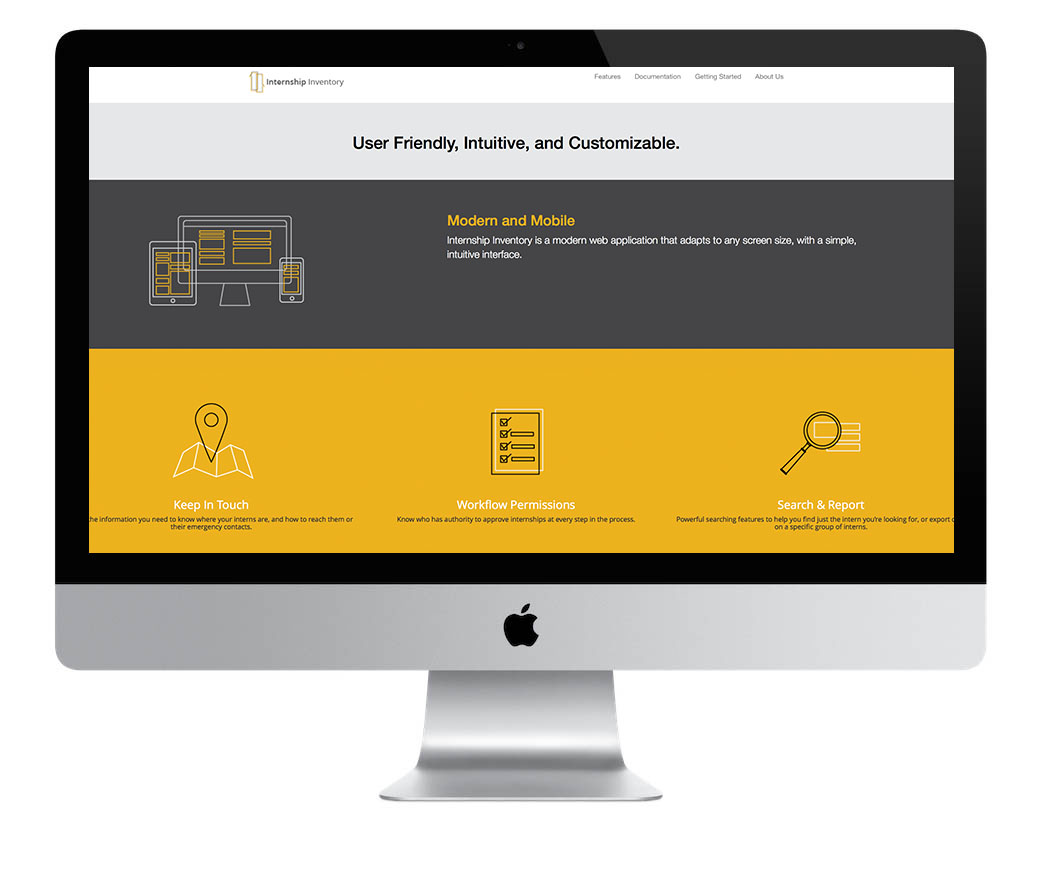 Internship Inventory
Features Documentation Getting Started About Us
User Friendly, Intuitive, and Customizable.
Modern and Mobile
Internship Inventory is a modern web application that adapts to any screen size, with a simple,
intuitive interface.
Keep In Touch
he information you need to know where your interns are, and how to reach them or
their emergency contacts.
Workflow Permissions
Know who has authority to approve internships at every step in the process.
Search & Report
Powerful searching features to help you find just the intern you're looking for, or export
on a specific group of interns.